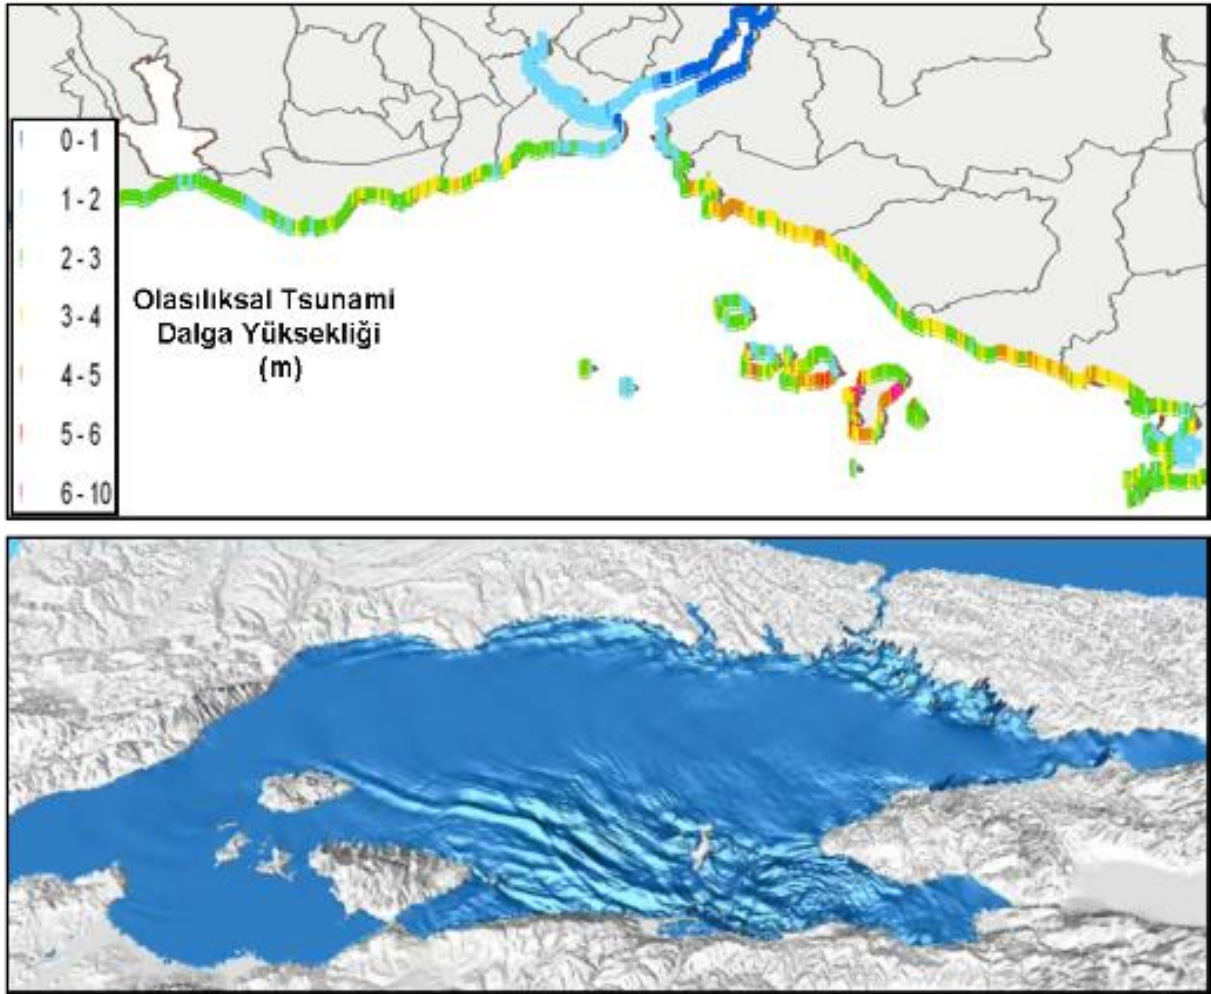 0-1
1-2
2-3
3-4
4-5
5-6
6-10
Olasılıksal Tsunami
Dalga Yüksekliği
(m)